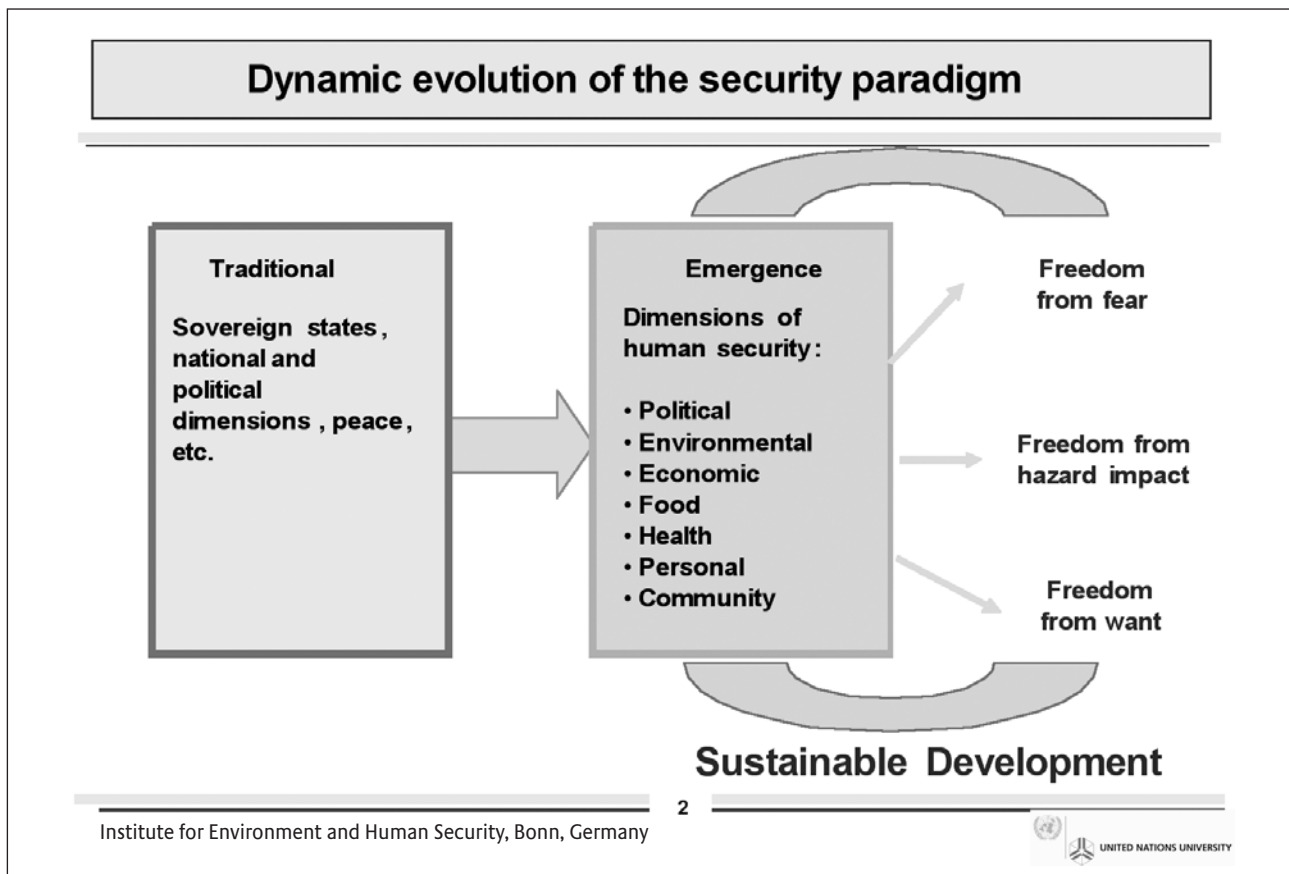 Dynamic evolution of the security paradigm
Traditional
Sovereign states,
national and
political
dimensions, peace,
etc.
Emergence
Dimensions of
human security:
• Political
• Environmental
• Economic
• Food
• Health
• Personal
• Community
Freedom
from fear
Freedom from
hazard impact
Freedom
from want
Sustainable Development
2
Institute for Environment and Human Security, Bonn, Germany
UNITED NATIONS UNIVERSITY